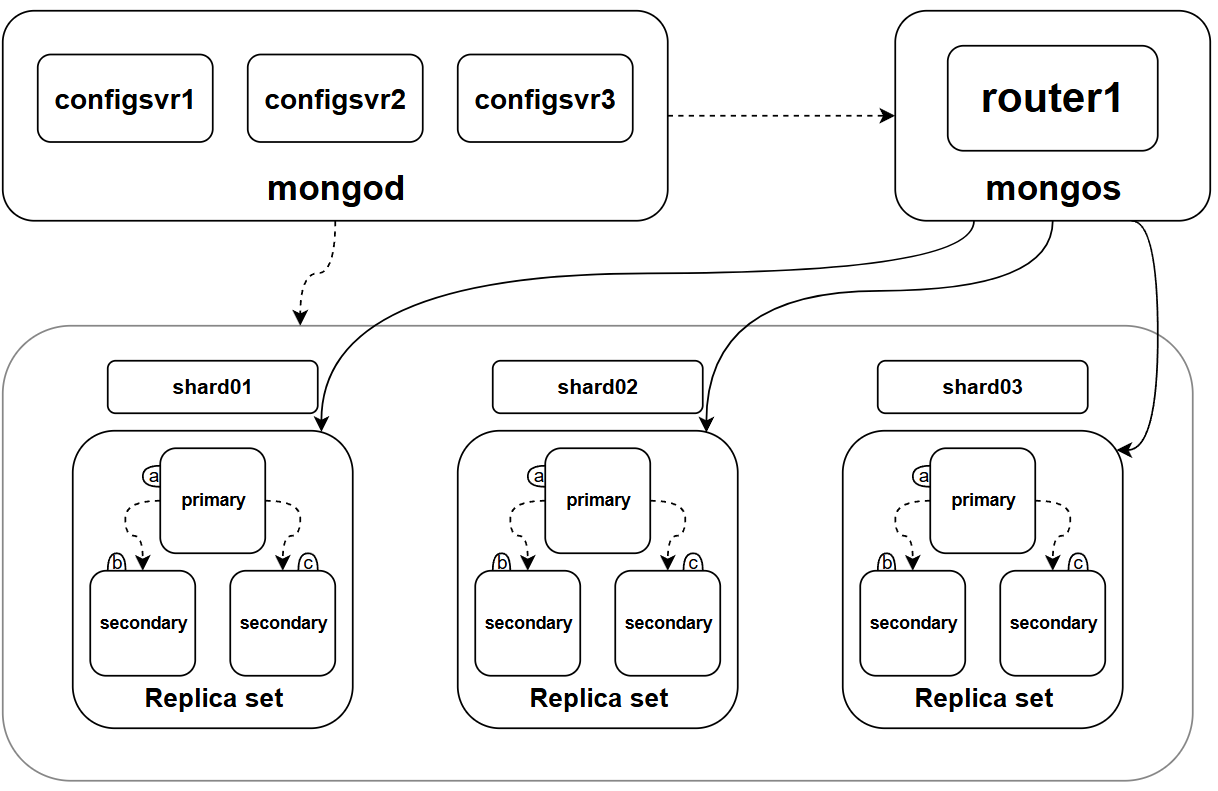 configsvr1
configsvr2
configsvr3
mongod
router1
mongos
shard01
a
primary
b
c
secondary
secondary
Replica set
shard02
a
primary
b
c
secondary
secondary
Replica set
shard03
a
primary
b
c
secondary
secondary
Replica set